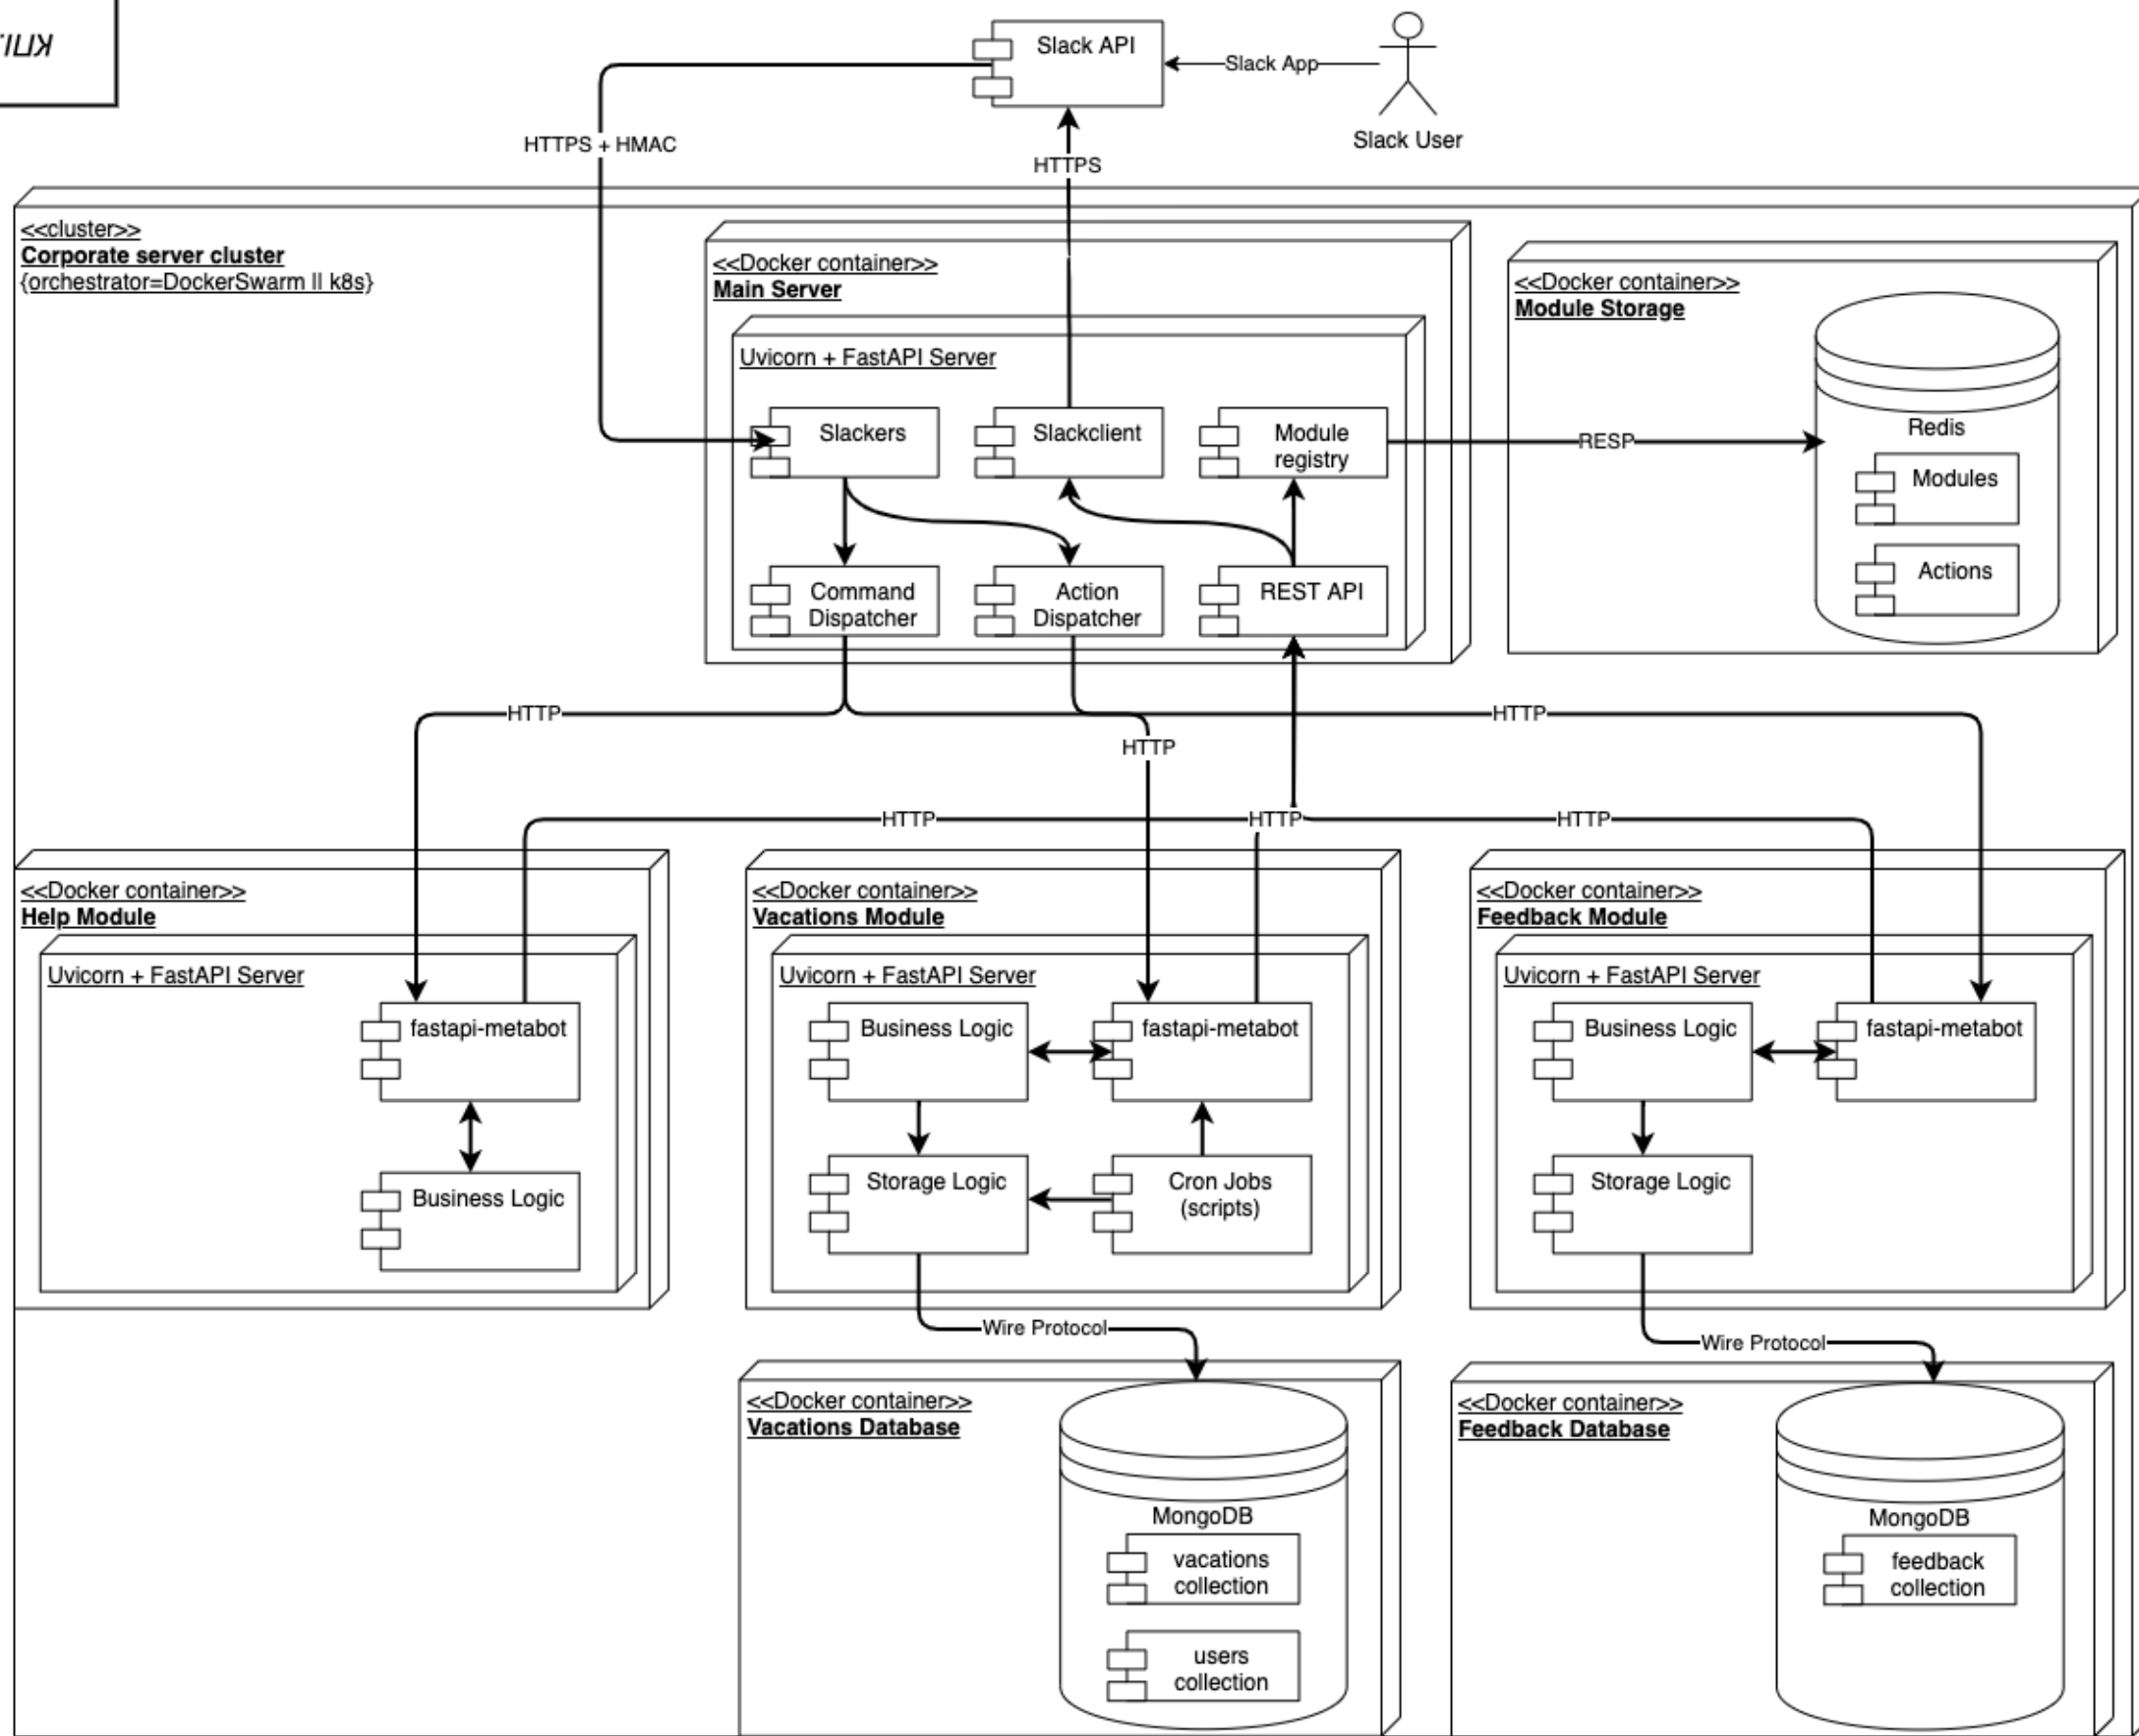 Slack API
Slack App
Slack User
HTTPS + HMAC
HTTPS
<<cluster>>
Corporate server cluster
{orchestrator=DockerSwarm || k8s}
<<Docker container>>
Main Server
Uvicorn + FastAPI Server
Slackers
Slackclient
Module
registry
Command
Dispatcher
Action
Dispatcher
REST API
RESP
<<Docker container>>
Module Storage
Redis
Modules
Actions
HTTP
HTTP
HTTP
HTTP
HTTP
HTTP
<<Docker container>>
Help Module
Uvicorn + FastAPI Server
fastapi-metabot
Business Logic
<<Docker container>>
Vacations Module
Uvicorn + FastAPI Server
Business Logic
fastapi-metabot
Storage Logic
Cron Jobs
(scripts)
<<Docker container>>
Feedback Module
Uvicorn + FastAPI Server
Business Logic
fastapi-metabot
Storage Logic
Wire Protocol
Wire Protocol
<<Docker container>>
Vacations Database
MongoDB
vacations
collection
users
collection
<<Docker container>>
Feedback Database
MongoDB
feedback
collection